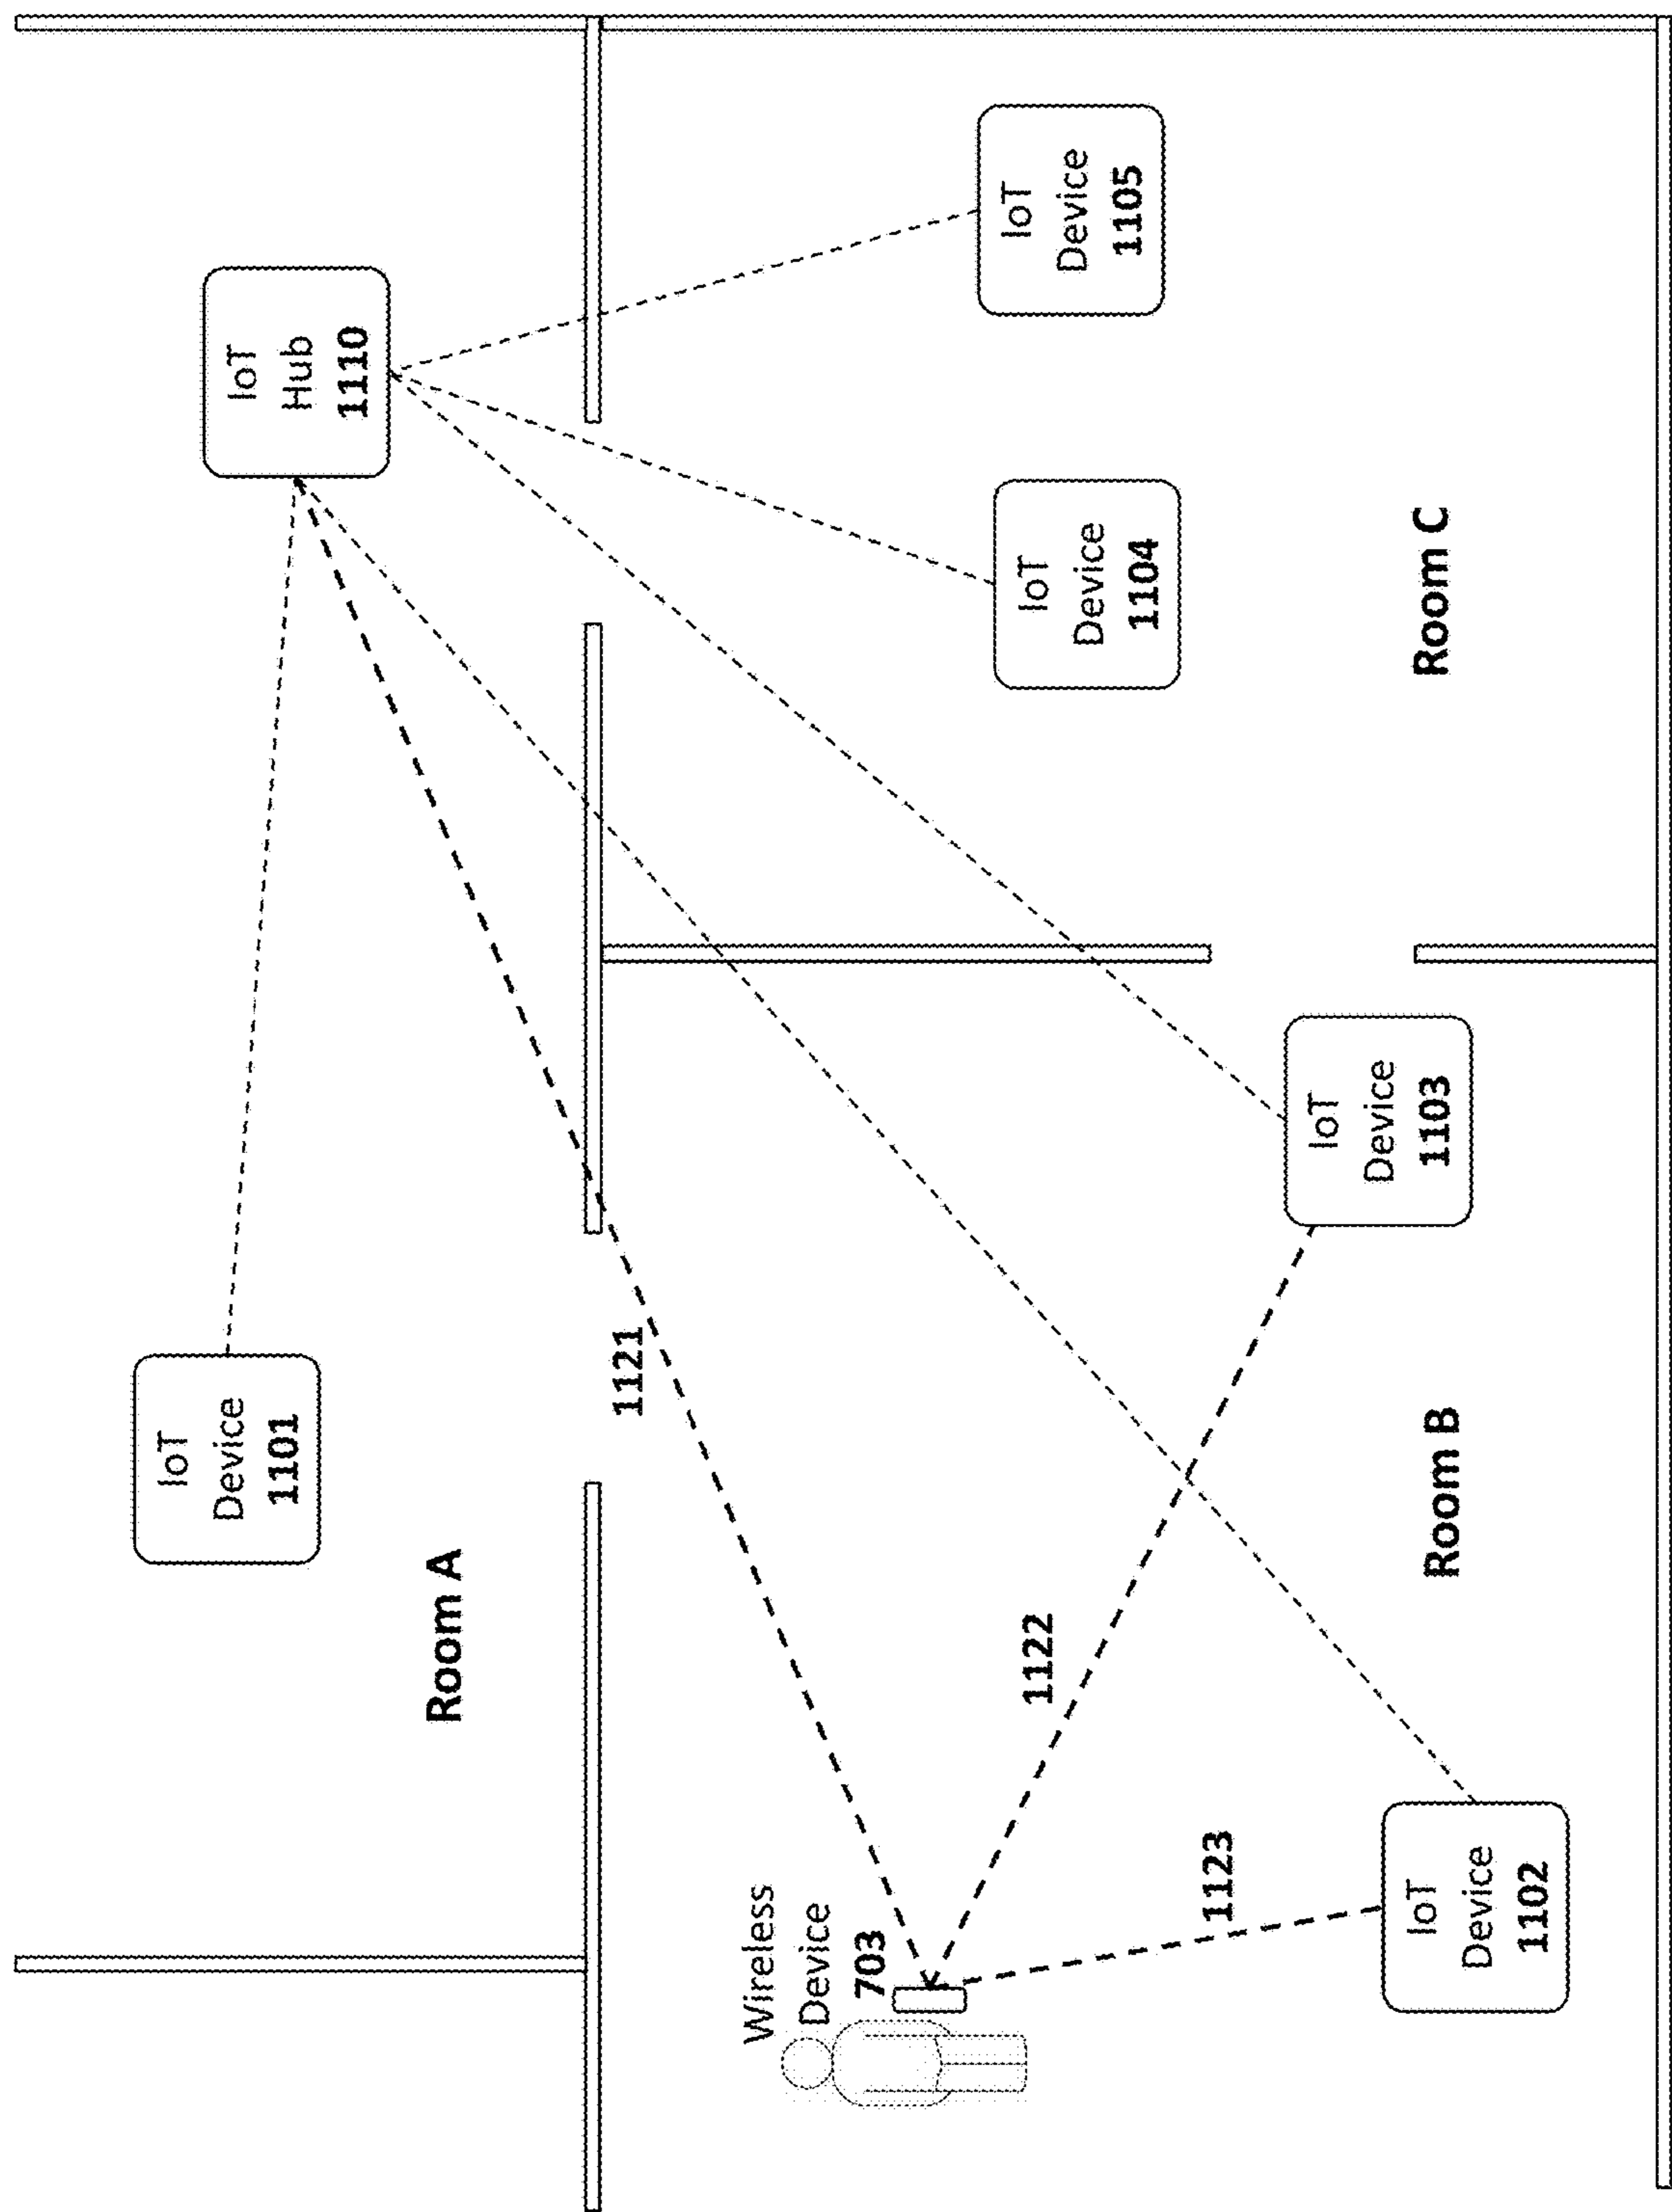 IoT
Device
1101
IoT
Hub
1110
Room A
1121
Wireless
Device
703
1122
1123
IoT
Device
1102
IoT
Device
1103
Room B
IoT
Device
1104
IoT
Device
1105
Room C